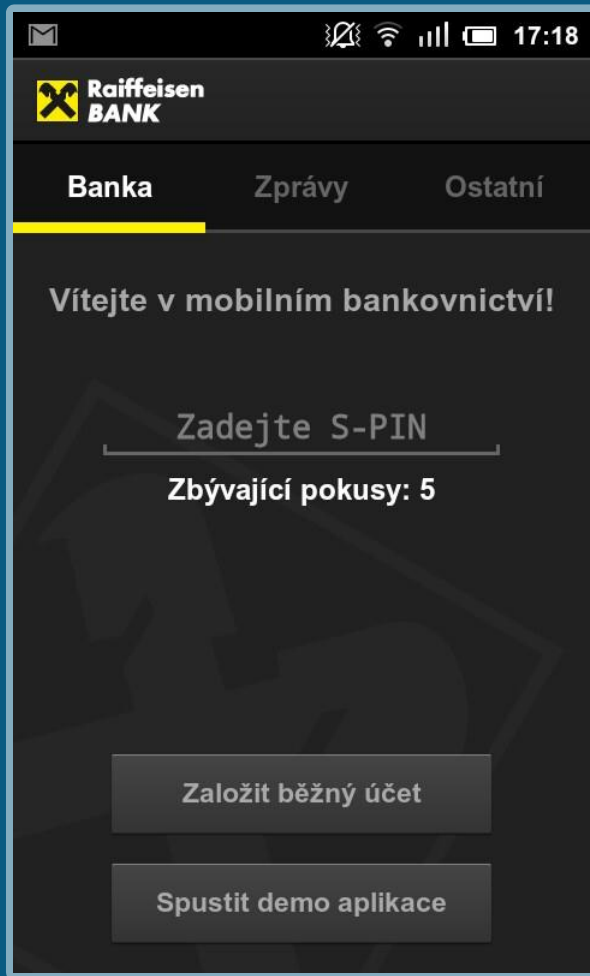 17:18
Raiffeisen
BANK
Banka Zprávy Ostatní
Vítejte v mobilním bankovnictví!
Zadejte S-PIN
Zbývající pokusy: 5
Založit běžný účet
Spustit demo aplikace